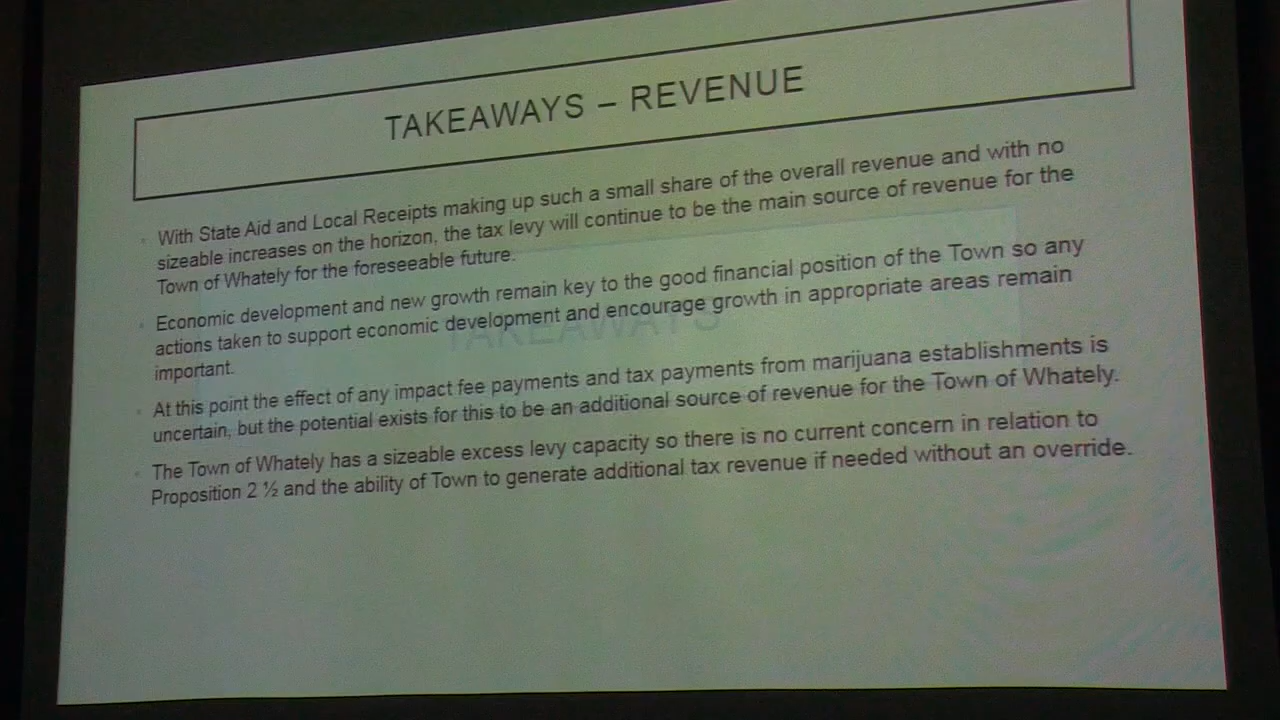 TAKEAWAYS – REVENUE
With State Aid and Local Receipts making up such a small share of the overall revenue and with no
sizeable increases on the horizon, the tax levy will continue to be the main source of revenue for the
Town of Whately for the foreseeable future.
Economic development and new growth remain key to the good financial position of the Town so any
actions taken to support economic development and encourage growth in appropriate areas remain
important.
At this point the effect of any impact fee payments and tax payments from marijuana establishments is
uncertain, but the potential exists for this to be an additional source of revenue for the Town of Whately.
The Town of Whately has a sizeable excess levy capacity so there is no current concern in relation to
Proposition 2 ½ and the ability of Town to generate additional tax revenue if needed without an override.
TAKEAWAYS